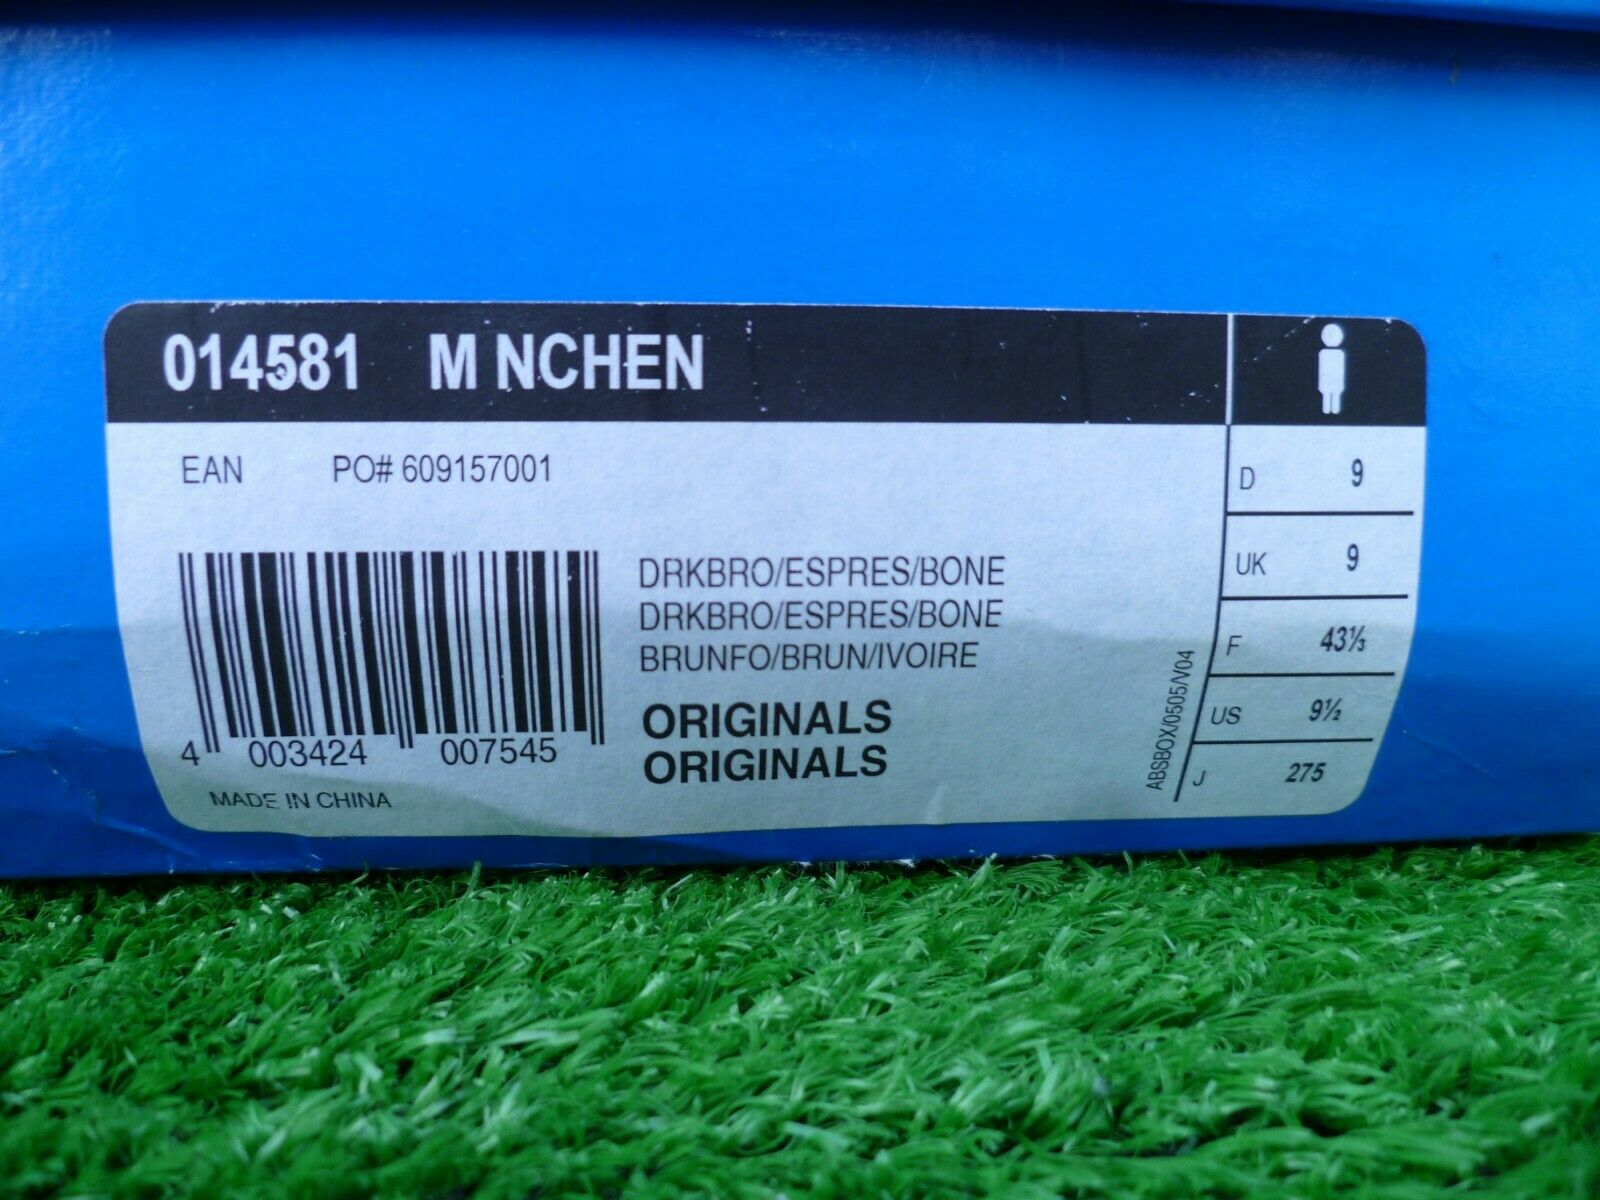 014581 M NCHEN
EAN PO# 609157001
DRKBRO/ESPRES/BONE
DRKBRO/ESPRES/BONE
BRUNFO/BRUN/IVOIRE
ORIGINALS
ORIGINALS
4 003424 007545
MADE IN CHINA
ABSBOX/0505/V04
D 9
UK 9
F 43⅓
US 9½
J 275